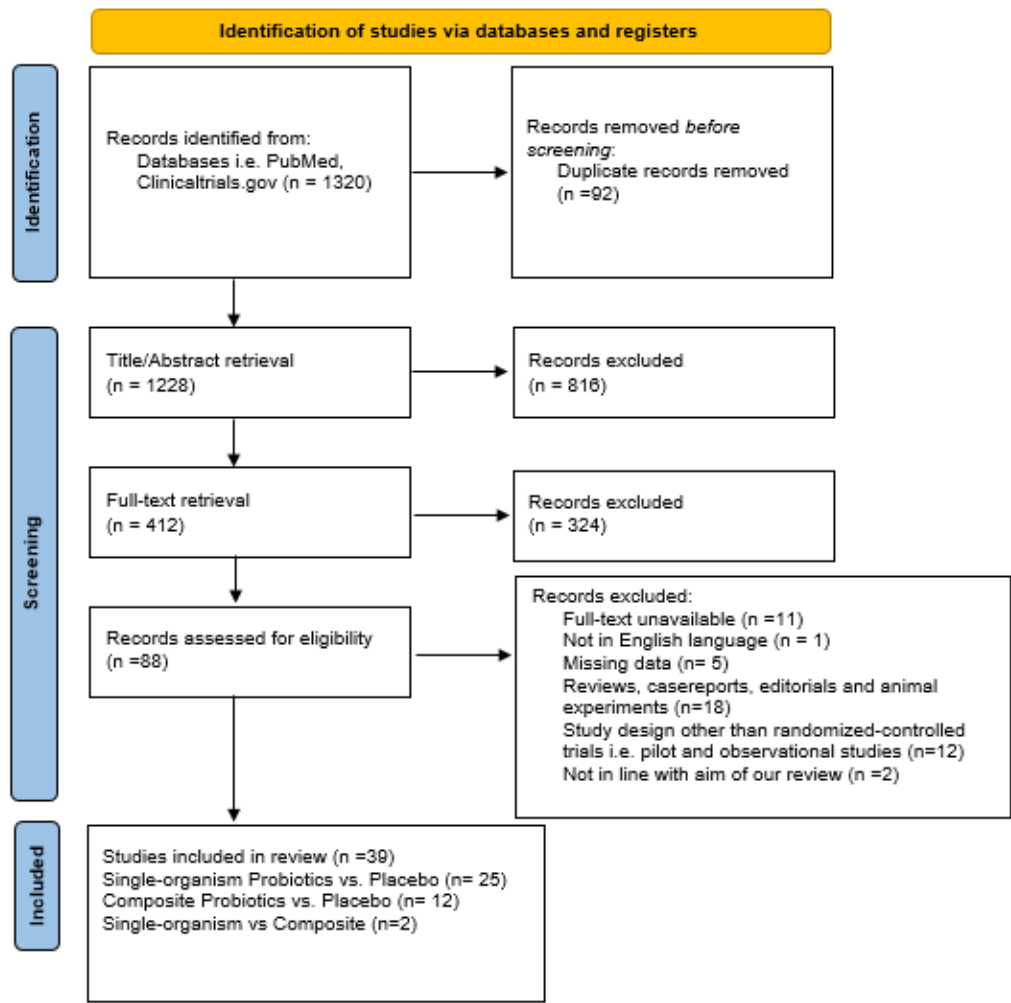 Identification of studies via databases and registers
Identification
Records identified from:
Databases i.e. PubMed,
Clinicaltrials.gov (n = 1320)
Records removed before
screening:
Duplicate records removed
(n =92)
Screening
Title/Abstract retrieval
(n = 1228)
Records excluded
(n = 816)
Full-text retrieval
(n = 412)
Records excluded
(n = 324)
Records assessed for eligibility
(n =88)
Records excluded:
Full-text unavailable (n =11)
Not in English language (n = 1)
Missing data (n= 5)
Reviews, casereports, editorials and animal
experiments (n=18)
Study design other than randomized-controlled
trials i.e. pilot and observational studies (n=12)
Not in line with aim of our review (n =2)
Included
Studies included in review (n =39)
Single-organism Probiotics vs. Placebo (n= 25)
Composite Probiotics vs. Placebo (n= 12)
Single-organism vs Composite (n=2)